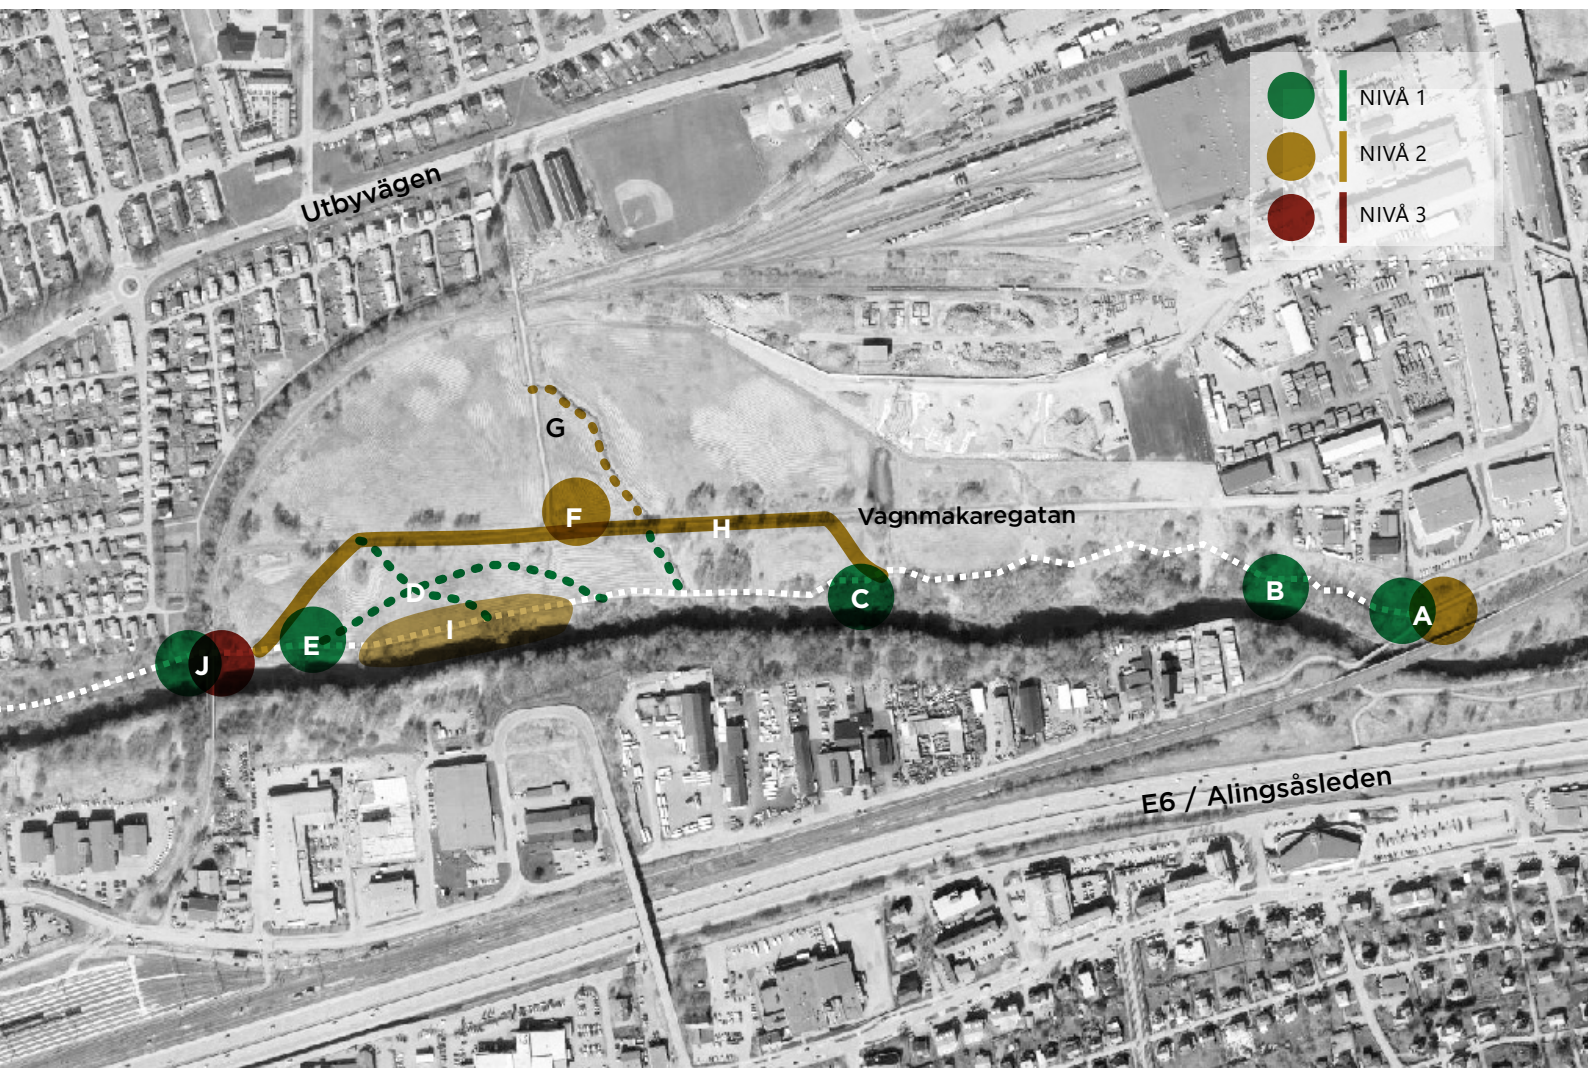 NIVÅ 1
NIVÅ 2
NIVÅ 3
Utbyvägen
G
F
H
Vagnmakaregatan
D
B
C
A
I
E
J
E6 / Alingsåsleden